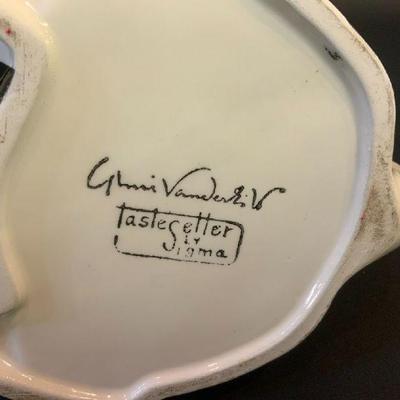 Gloria Vanderbilt
Tastesetter
by
Sigma